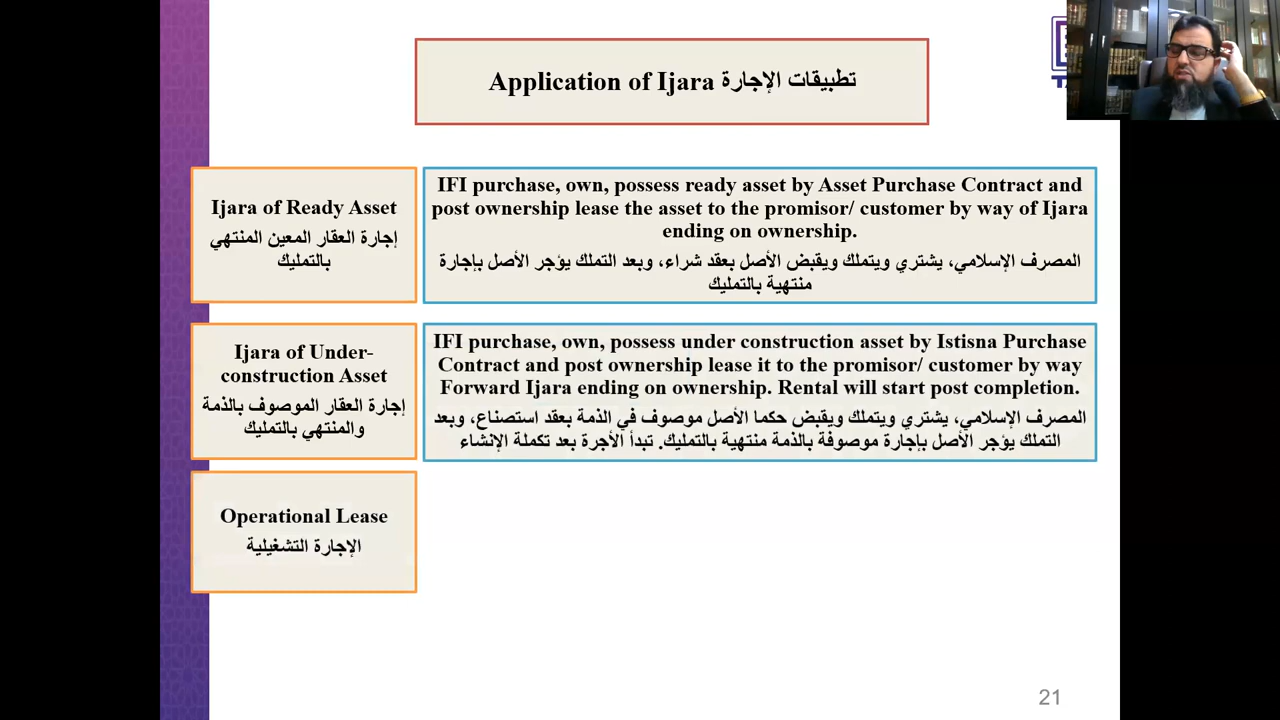 Application of Ijara تطبيقات الإجارة
Ijara of Ready Asset
إجارة العقار المعين المنتهي
بالتمليك
IFI purchase, own, possess ready asset by Asset Purchase Contract and
post ownership lease the asset to the promisor/ customer by way of Ijara
ending on ownership.
المصرف الإسلامي، يشتري ويتملك ويقبض الأصل بعقد شراء، وبعد التملك يؤجر الأصل بإجارة
منتهية بالتمليك
Ijara of Under-
construction Asset
إجارة العقار الموصوف بالذمة
والمنتهي بالتمليك
IFI purchase, own, possess under construction asset by Istisna Purchase
Contract and post ownership lease it to the promisor/ customer by way
Forward Ijara ending on ownership. Rental will start post completion.
المصرف الإسلامي، يشتري ويتملك ويقبض حكما الأصل موصوف في الذمة بعقد استصناع، وبعد
التملك يؤجر الأصل بإجارة موصوفة بالذمة منتهية بالتمليك. تبدأ الأجرة بعد تكملة الإنشاء
Operational Lease
الإجارة التشغيلية
21